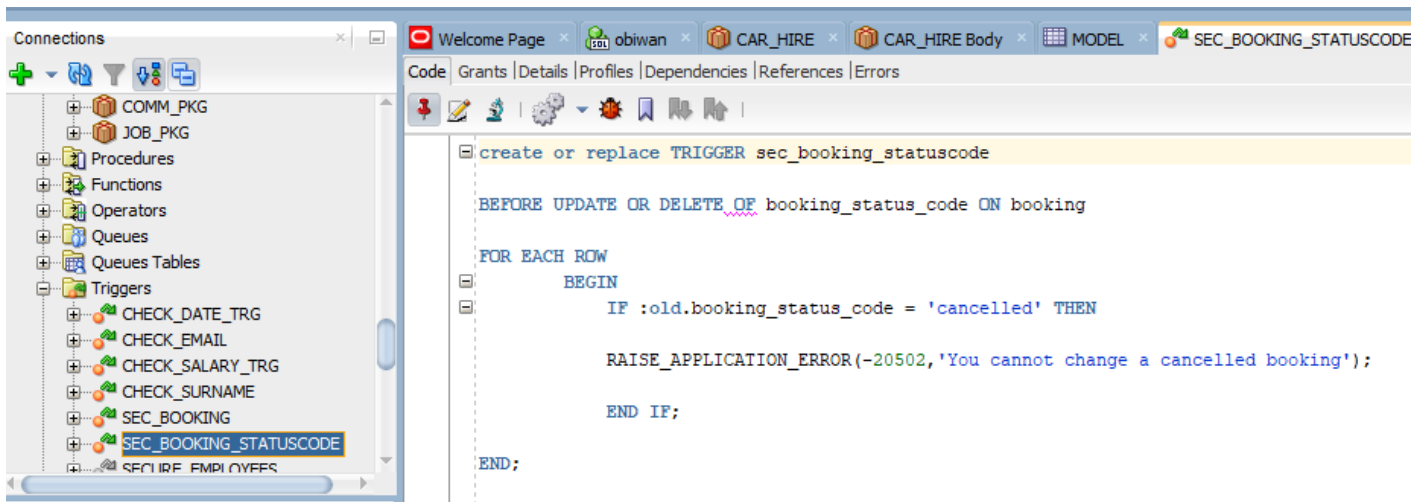 Connections
Welcome Page
obiwan
CAR_HIRE
CAR_HIRE Body
MODEL
SEC_BOOKING_STATUSCODE
Code Grants |Details |Profiles |Dependencies |References |Errors
COMM_PKG
JOB_PKG
Procedures
Functions
Operators
Queues
Queues Tables
Triggers
CHECK_DATE_TRG
CHECK_EMAIL
CHECK_SALARY_TRG
CHECK_SURNAME
SEC_BOOKING
SEC_BOOKING_STATUSCODE
SECURE_EMPLOYEES
create or replace TRIGGER sec_booking_statuscode
BEFORE UPDATE OR DELETE OF booking_status_code ON booking
FOR EACH ROW
BEGIN
IF :old.booking_status_code = 'cancelled' THEN
RAISE_APPLICATION_ERROR(-20502,'You cannot change a cancelled booking');
END IF;
END;